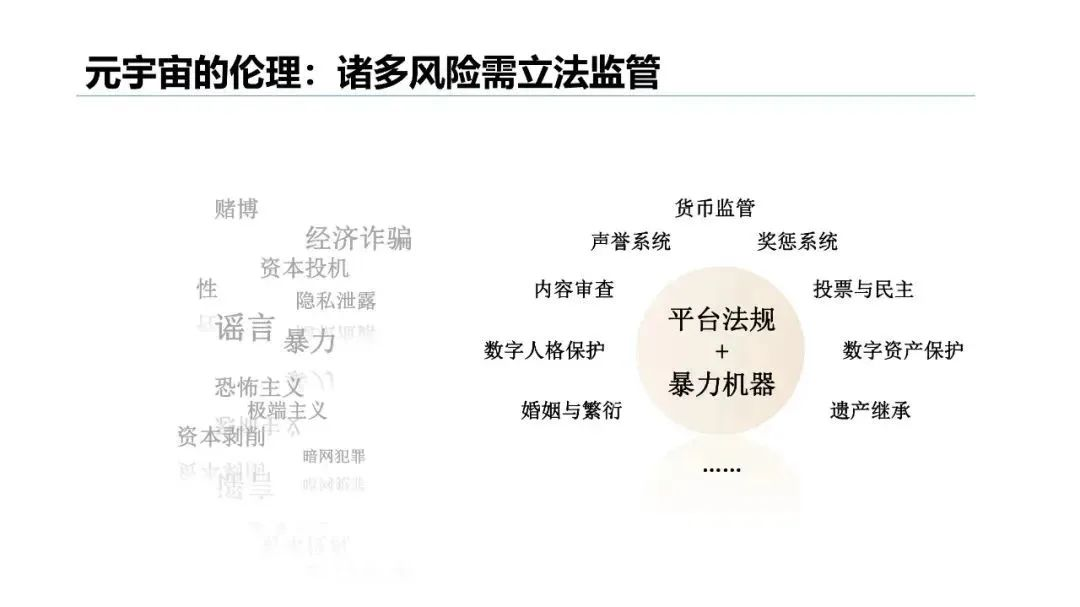 元宇宙的伦理：诸多风险需立法监管
赌博
经济诈骗
资本投机
性
隐私泄露
谣言
暴力
恐怖主义
极端主义
资本剥削
暗网犯罪
货币监管
声誉系统
奖惩系统
内容审查
投票与民主
数字人格保护
数字资产保护
婚姻与繁衍
遗产继承
平台法规
+
暴力机器
……